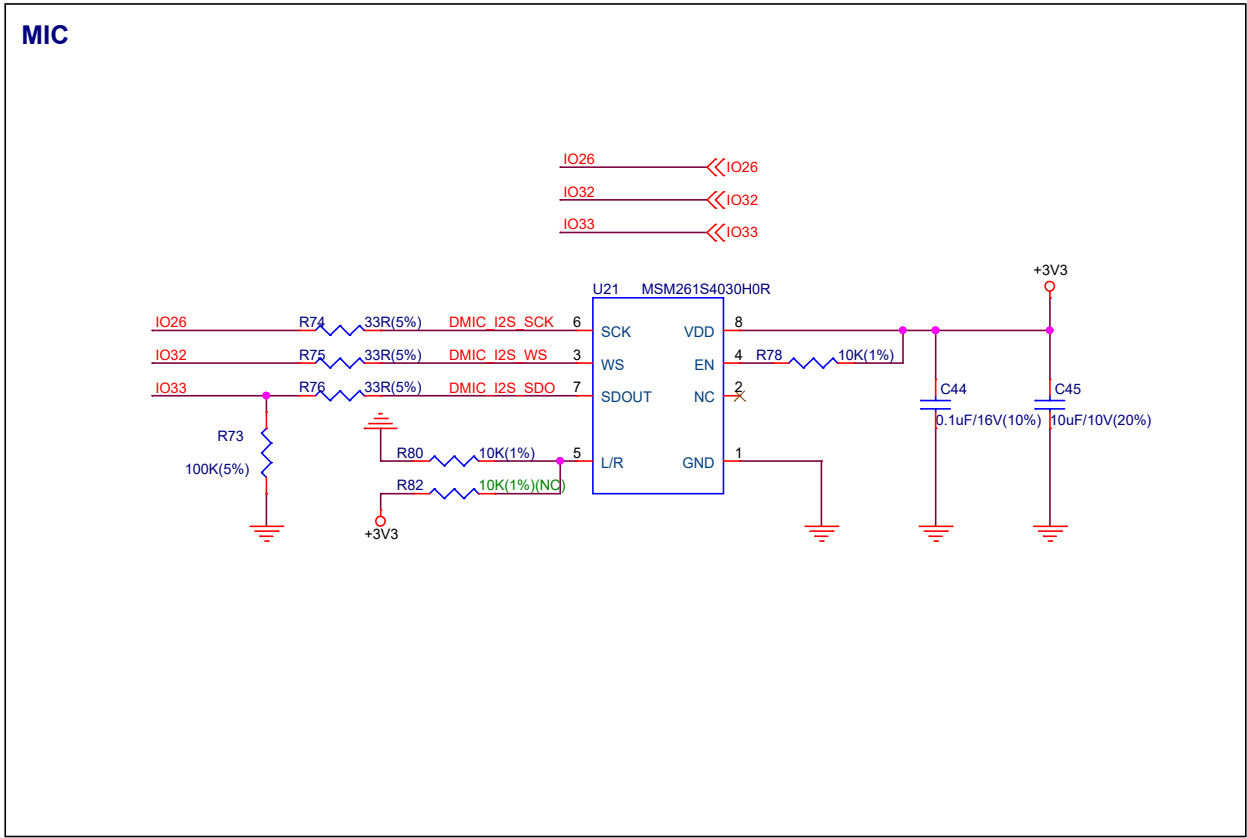 MIC
IO26 IO26
IO32 IO32
IO33 IO33
+3V3
U21 MSM261S4030H0R
IO26 R74 33R(5%) DMIC_I2S_SCK 6 SCK VDD 8
IO32 R75 33R(5%) DMIC_I2S_WS 3 WS EN 4 R78 10K(1%)
IO33 R76 33R(5%) DMIC_I2S_SDO 7 SDOUT NC 2
C44 C45
0.1uF/16V(10%) 10uF/10V(20%)
R73
100K(5%)
R80 10K(1%) 5 L/R GND 1
R82 10K(1%)(NC)
+3V3